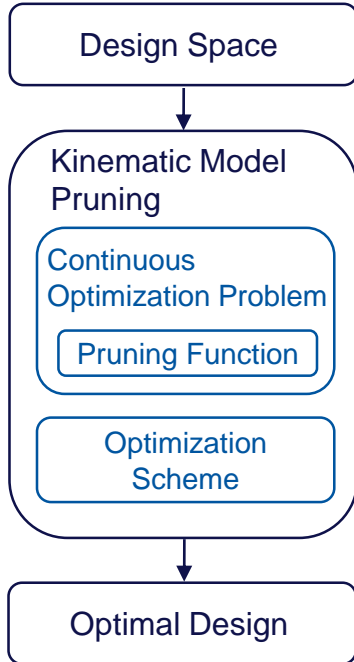 Design Space
Kinematic Model
Pruning
Continuous
Optimization Problem
Pruning Function
Optimization
Scheme
Optimal Design